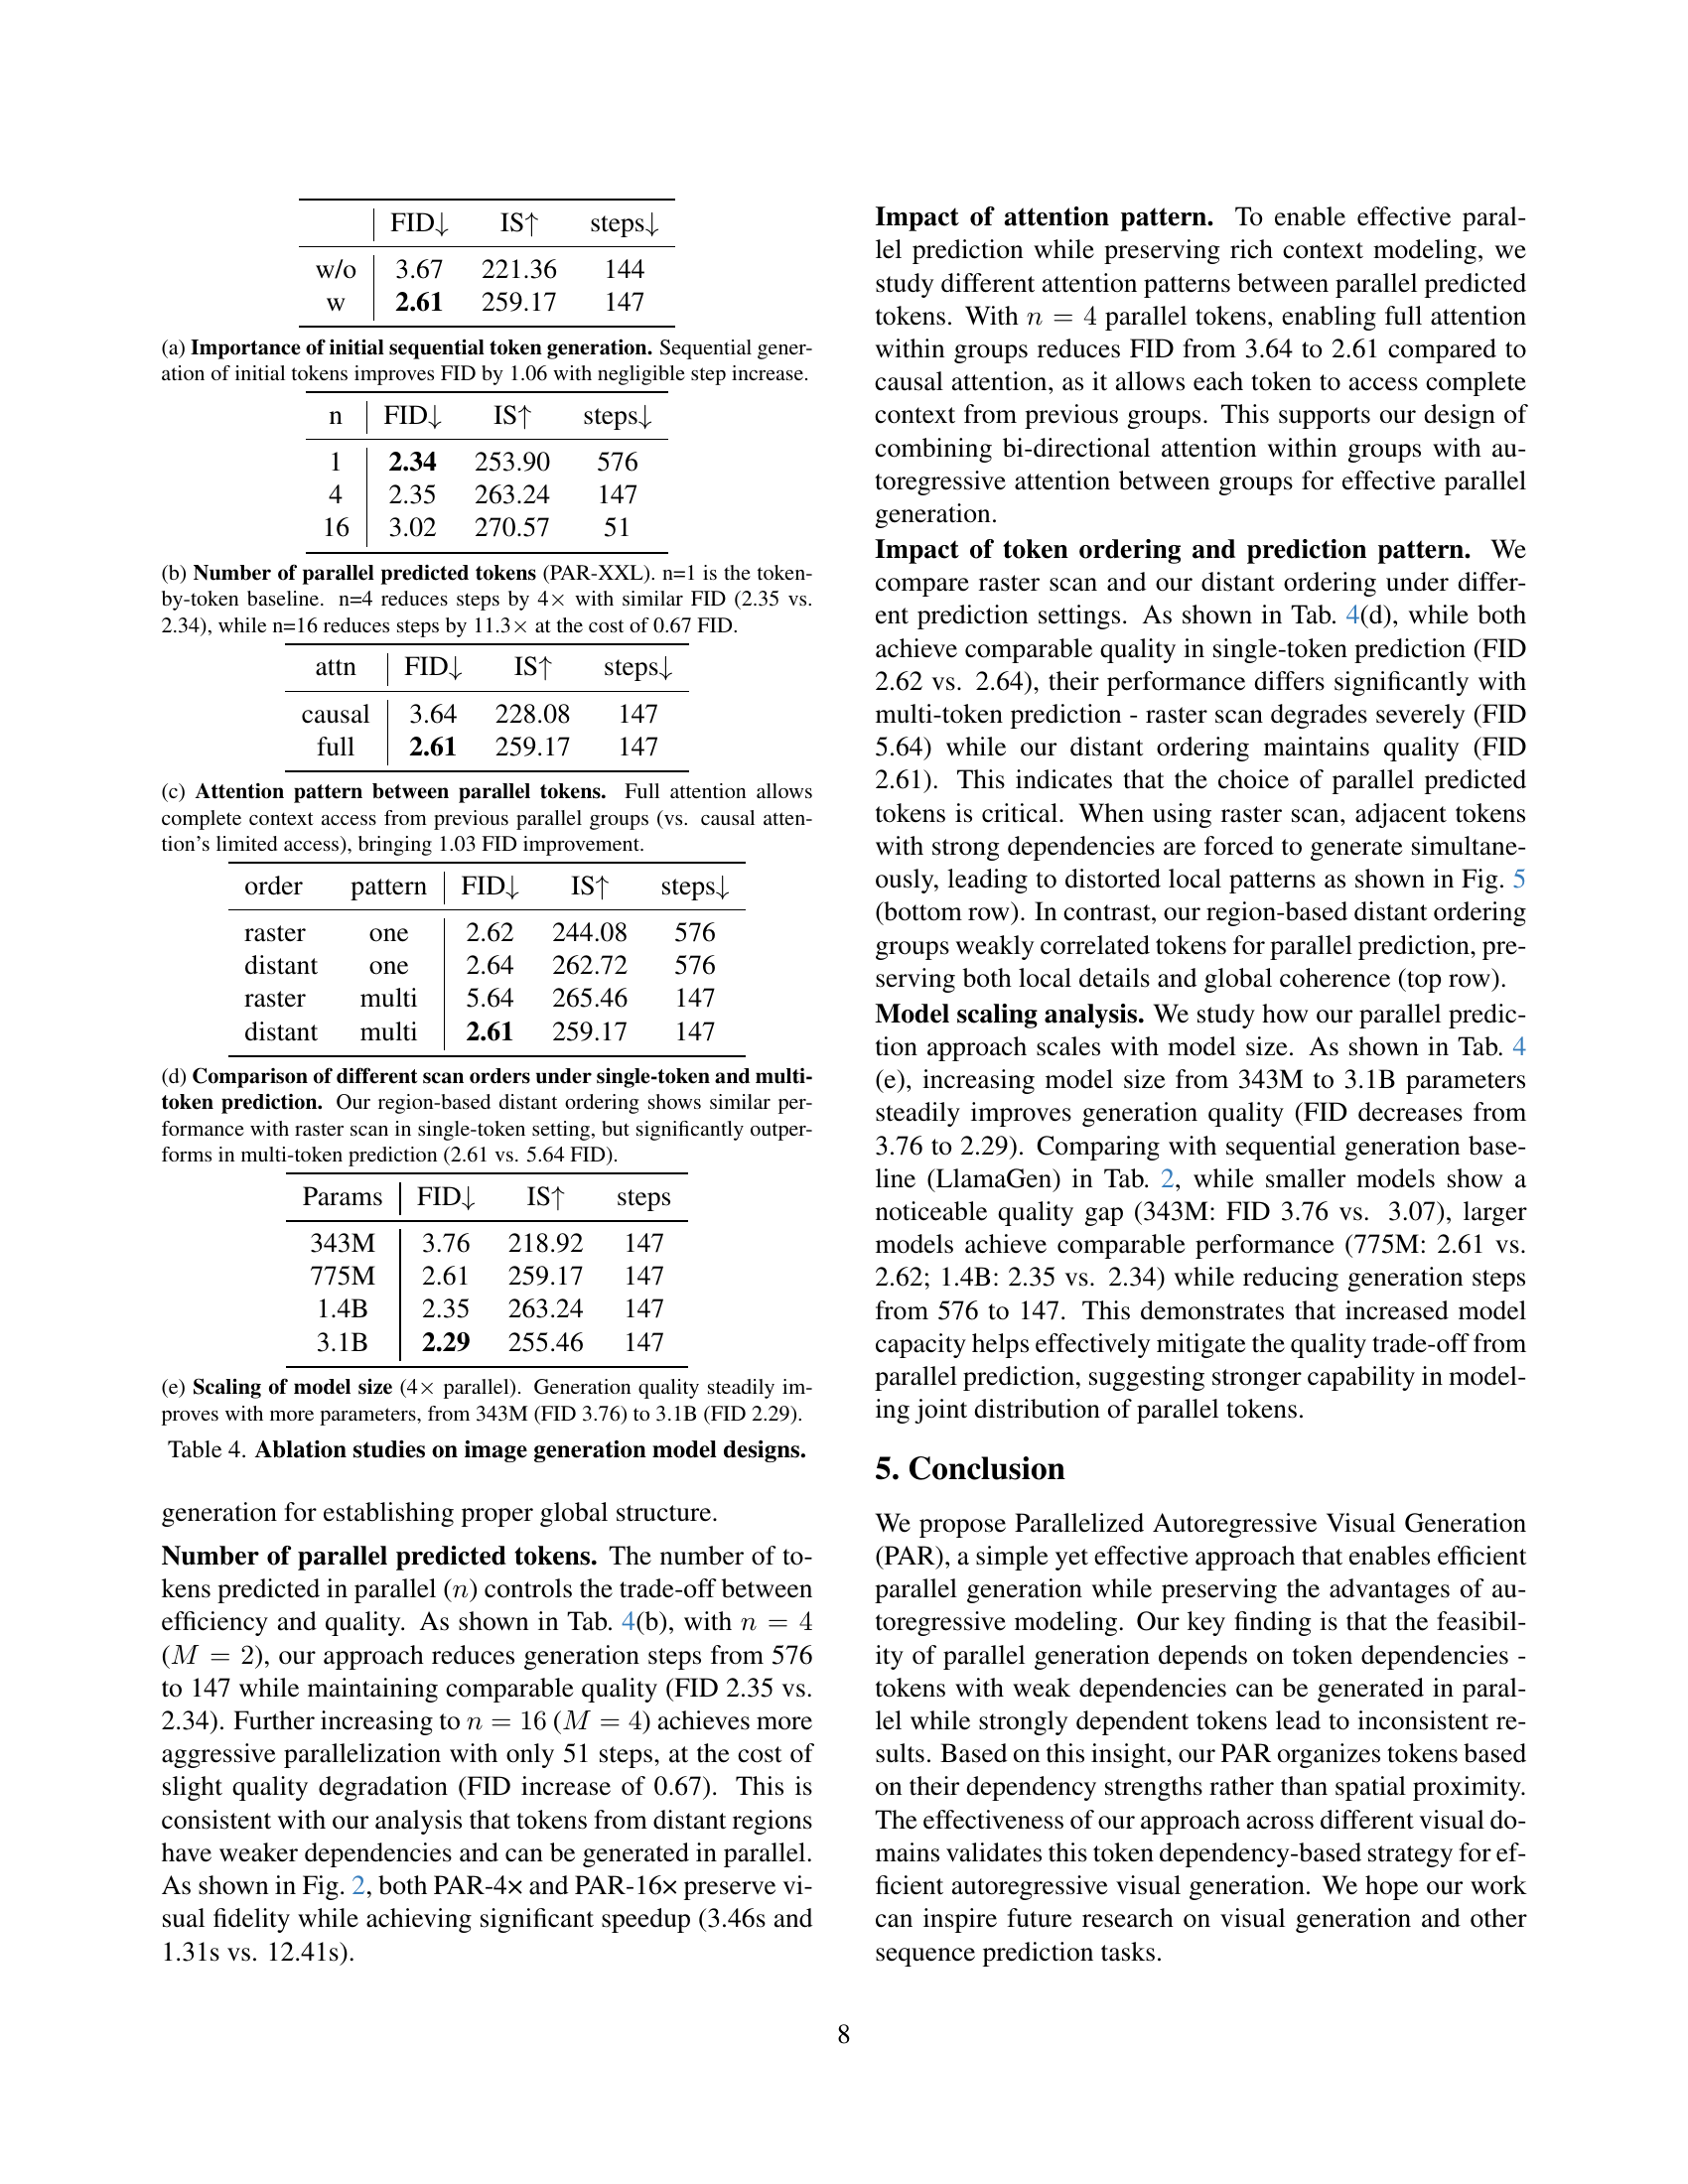 FID↓ IS↑ steps↓
w/o 3.67 221.36 144
w 2.61 259.17 147
(a) Importance of initial sequential token generation. Sequential gener-
ation of initial tokens improves FID by 1.06 with negligible step increase.
n FID↓ IS↑ steps↓
1 2.34 253.90 576
4 2.35 263.24 147
16 3.02 270.57 51
(b) Number of parallel predicted tokens (PAR-XXL). n=1 is the token-
by-token baseline. n=4 reduces steps by 4× with similar FID (2.35 vs.
2.34), while n=16 reduces steps by 11.3× at the cost of 0.67 FID.
attn FID↓ IS↑ steps↓
causal 3.64 228.08 147
full 2.61 259.17 147
(c) Attention pattern between parallel tokens. Full attention allows
complete context access from previous parallel groups (vs. causal atten-
tion's limited access), bringing 1.03 FID improvement.
order pattern FID↓ IS↑ steps↓
raster one 2.62 244.08 576
distant one 2.64 262.72 576
raster multi 5.64 265.46 147
distant multi 2.61 259.17 147
(d) Comparison of different scan orders under single-token and multi-
token prediction. Our region-based distant ordering shows similar per-
formance with raster scan in single-token setting, but significantly outper-
forms in multi-token prediction (2.61 vs. 5.64 FID).
Params FID↓ IS↑ steps
343M 3.76 218.92 147
775M 2.61 259.17 147
1.4B 2.35 263.24 147
3.1B 2.29 255.46 147
(e) Scaling of model size (4× parallel). Generation quality steadily im-
proves with more parameters, from 343M (FID 3.76) to 3.1B (FID 2.29).
Table 4. Ablation studies on image generation model designs.
generation for establishing proper global structure.
Number of parallel predicted tokens. The number of to-
kens predicted in parallel (n) controls the trade-off between
efficiency and quality. As shown in Tab. 4(b), with n = 4
(M = 2), our approach reduces generation steps from 576
to 147 while maintaining comparable quality (FID 2.35 vs.
2.34). Further increasing to n = 16 (M = 4) achieves more
aggressive parallelization with only 51 steps, at the cost of
slight quality degradation (FID increase of 0.67). This is
consistent with our analysis that tokens from distant regions
have weaker dependencies and can be generated in parallel.
As shown in Fig. 2, both PAR-4× and PAR-16× preserve vi-
sual fidelity while achieving significant speedup (3.46s and
1.31s vs. 12.41s).
Impact of attention pattern. To enable effective paral-
lel prediction while preserving rich context modeling, we
study different attention patterns between parallel predicted
tokens. With n = 4 parallel tokens, enabling full attention
within groups reduces FID from 3.64 to 2.61 compared to
causal attention, as it allows each token to access complete
context from previous groups. This supports our design of
combining bi-directional attention within groups with au-
toregressive attention between groups for effective parallel
generation.
Impact of token ordering and prediction pattern. We
compare raster scan and our distant ordering under differ-
ent prediction settings. As shown in Tab. 4(d), while both
achieve comparable quality in single-token prediction (FID
2.62 vs. 2.64), their performance differs significantly with
multi-token prediction - raster scan degrades severely (FID
5.64) while our distant ordering maintains quality (FID
2.61). This indicates that the choice of parallel predicted
tokens is critical. When using raster scan, adjacent tokens
with strong dependencies are forced to generate simultane-
ously, leading to distorted local patterns as shown in Fig. 5
(bottom row). In contrast, our region-based distant ordering
groups weakly correlated tokens for parallel prediction, pre-
serving both local details and global coherence (top row).
Model scaling analysis. We study how our parallel predic-
tion approach scales with model size. As shown in Tab. 4
(e), increasing model size from 343M to 3.1B parameters
steadily improves generation quality (FID decreases from
3.76 to 2.29). Comparing with sequential generation base-
line (LlamaGen) in Tab. 2, while smaller models show a
noticeable quality gap (343M: FID 3.76 vs. 3.07), larger
models achieve comparable performance (775M: 2.61 vs.
2.62; 1.4B: 2.35 vs. 2.34) while reducing generation steps
from 576 to 147. This demonstrates that increased model
capacity helps effectively mitigate the quality trade-off from
parallel prediction, suggesting stronger capability in model-
ing joint distribution of parallel tokens.
5. Conclusion
We propose Parallelized Autoregressive Visual Generation
(PAR), a simple yet effective approach that enables efficient
parallel generation while preserving the advantages of au-
toregressive modeling. Our key finding is that the feasibil-
ity of parallel generation depends on token dependencies -
tokens with weak dependencies can be generated in paral-
lel while strongly dependent tokens lead to inconsistent re-
sults. Based on this insight, our PAR organizes tokens based
on their dependency strengths rather than spatial proximity.
The effectiveness of our approach across different visual do-
mains validates this token dependency-based strategy for ef-
ficient autoregressive visual generation. We hope our work
can inspire future research on visual generation and other
sequence prediction tasks.
8